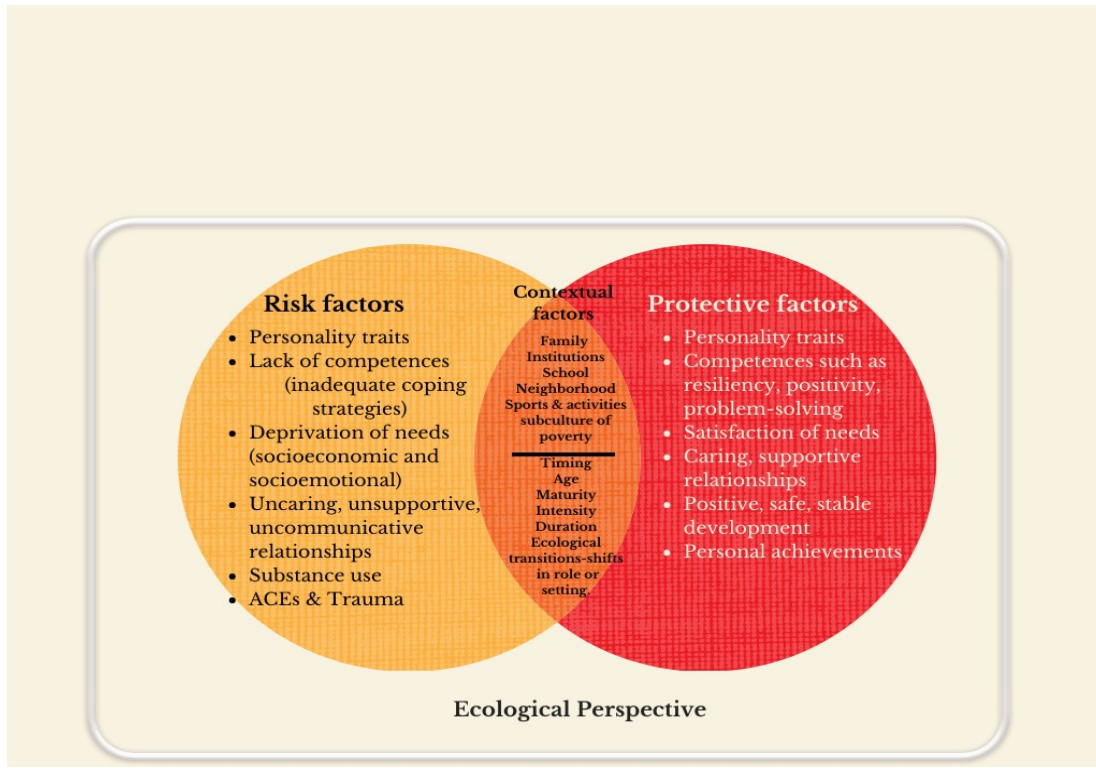 Risk factors
• Personality traits
• Lack of competences
(inadequate coping
strategies)
• Deprivation of needs
(socioeconomic and
socioemotional)
• Uncaring, unsupportive,
uncommunicative
relationships
• Substance use
• ACEs & Trauma
Contextual
factors
Family
Institutions
School
Neighborhood
Sports & activities
subculture of
poverty
Timing
Age
Maturity
Intensity
Duration
Ecological
transitions-shifts
in role or
setting.
Protective factors
• Personality traits
• Competences such as
resiliency, positivity,
problem-solving
• Satisfaction of needs
• Caring, supportive
relationships
• Positive, safe, stable
development
• Personal achievements
Ecological Perspective